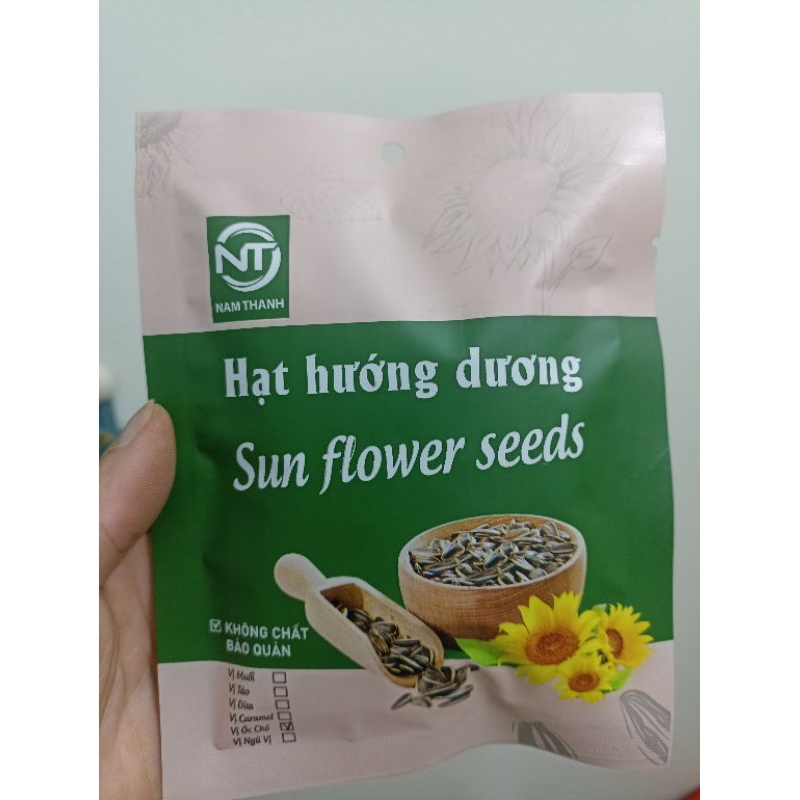 NT
NAM THANH
Hạt hướng dương
Sun flower seeds
KHÔNG CHẤT
BẢO QUẢN
Vị Muối
Vị Táo
Vị Dừa
Vị Caramel
Vị Óc Chó
Vị Ngũ Vị